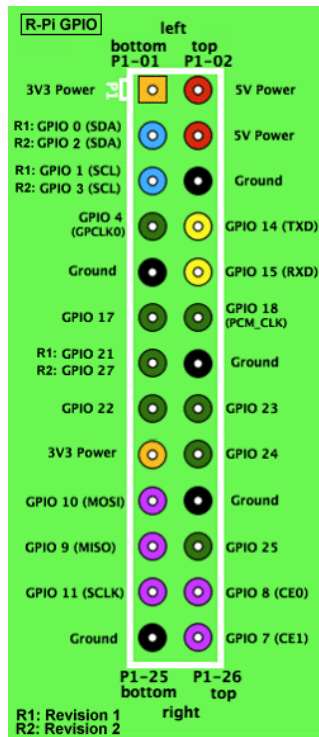 R-Pi GPIO
left
bottom top
P1-01 P1-02
3V3 Power P1 5V Power
R1: GPIO 0 (SDA)
R2: GPIO 2 (SDA) 5V Power
R1: GPIO 1 (SCL)
R2: GPIO 3 (SCL) Ground
GPIO 4
(GPCLK0) GPIO 14 (TXD)
Ground GPIO 15 (RXD)
GPIO 17 GPIO 18
(PCM_CLK)
R1: GPIO 21
R2: GPIO 27 Ground
GPIO 22 GPIO 23
3V3 Power GPIO 24
GPIO 10 (MOSI) Ground
GPIO 9 (MISO) GPIO 25
GPIO 11 (SCLK) GPIO 8 (CE0)
Ground GPIO 7 (CE1)
P1-25 P1-26
bottom top
right
R1: Revision 1
R2: Revision 2